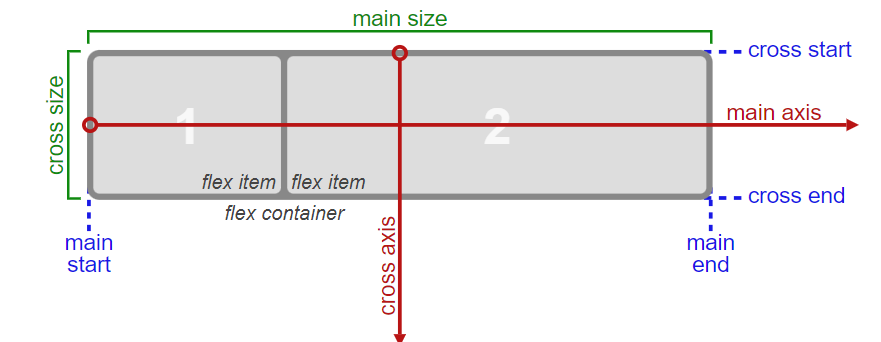 main size
cross start
cross size
1
2
main axis
flex item
flex item
cross end
flex container
cross axis
main
start
main
end